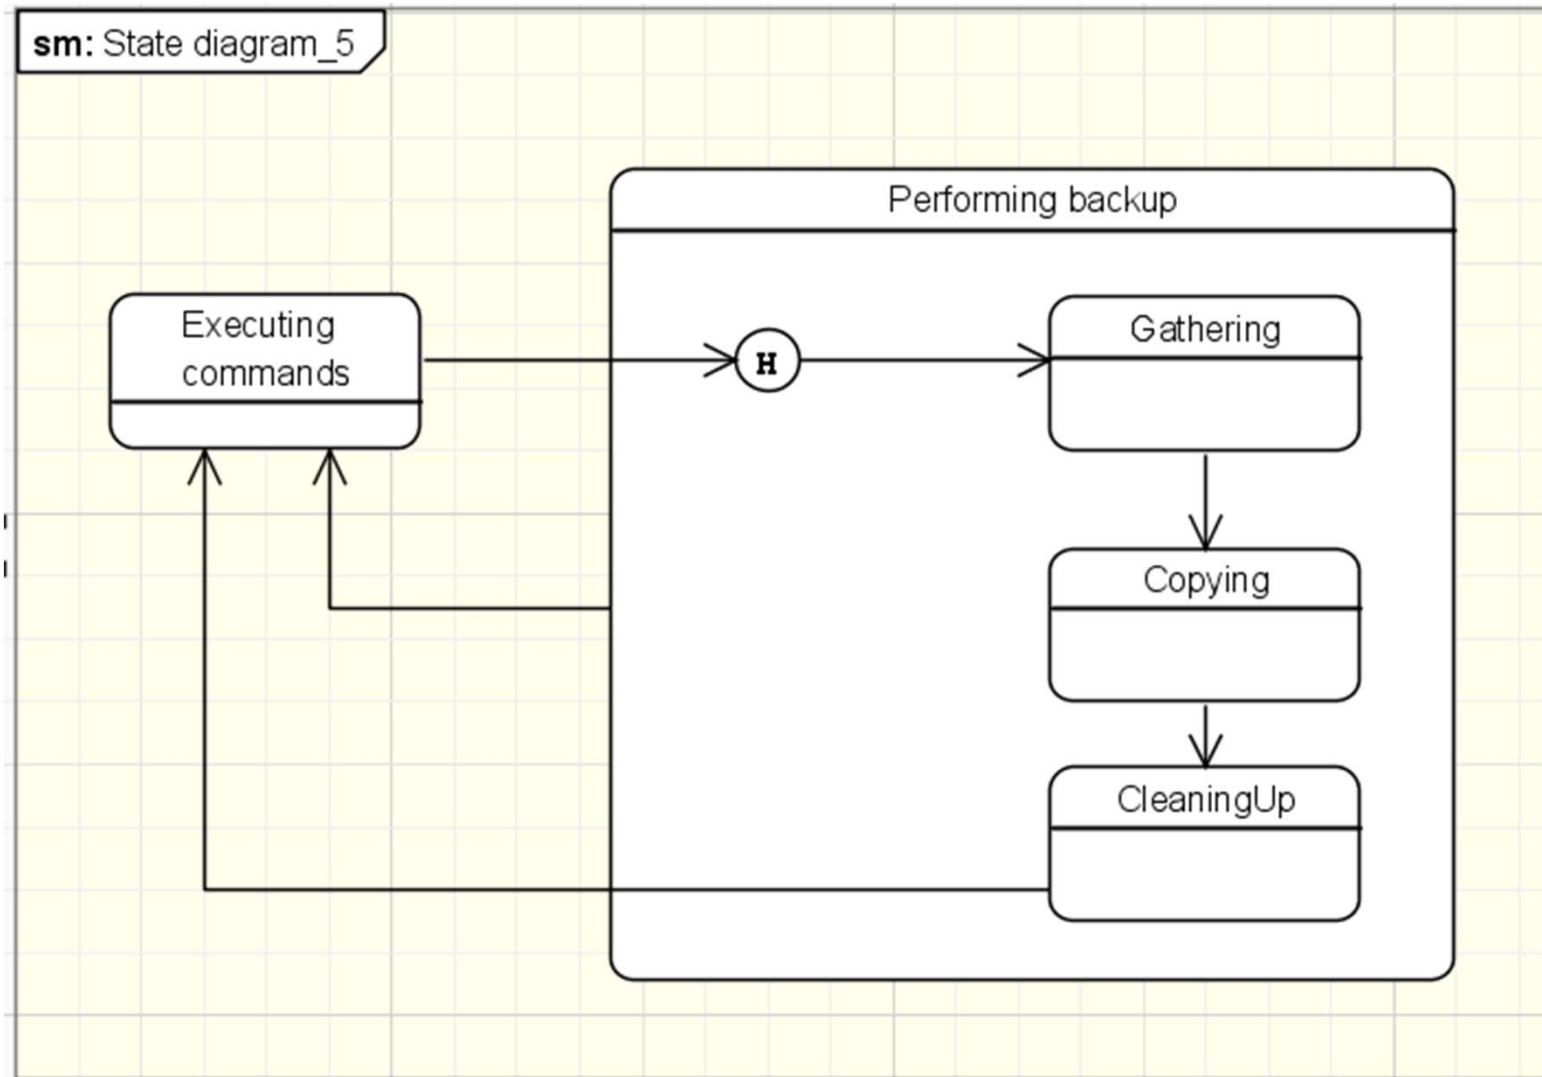 sm: State diagram_5
Performing backup
Executing
commands
H
Gathering
Copying
CleaningUp